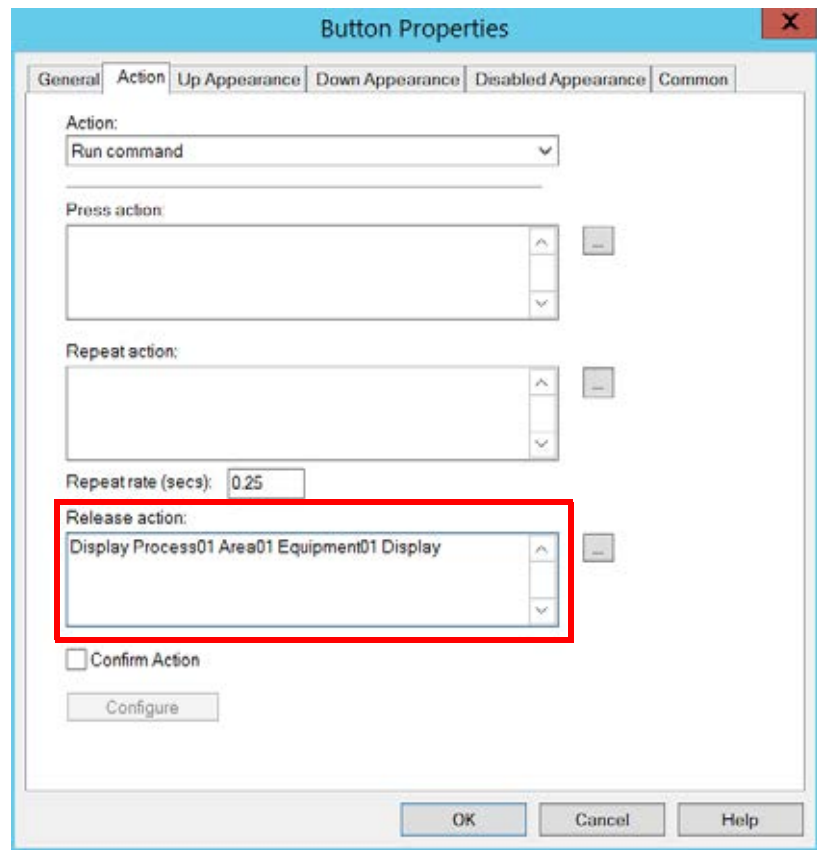 Button Properties
X
General Action Up Appearance Down Appearance Disabled Appearance Common
Action:
Run command
Press action:
...
Repeat action:
...
Repeat rate (secs): 0.25
Release action:
Display Process01 Area01 Equipment01 Display
...
Confirm Action
Configure
OK Cancel Help